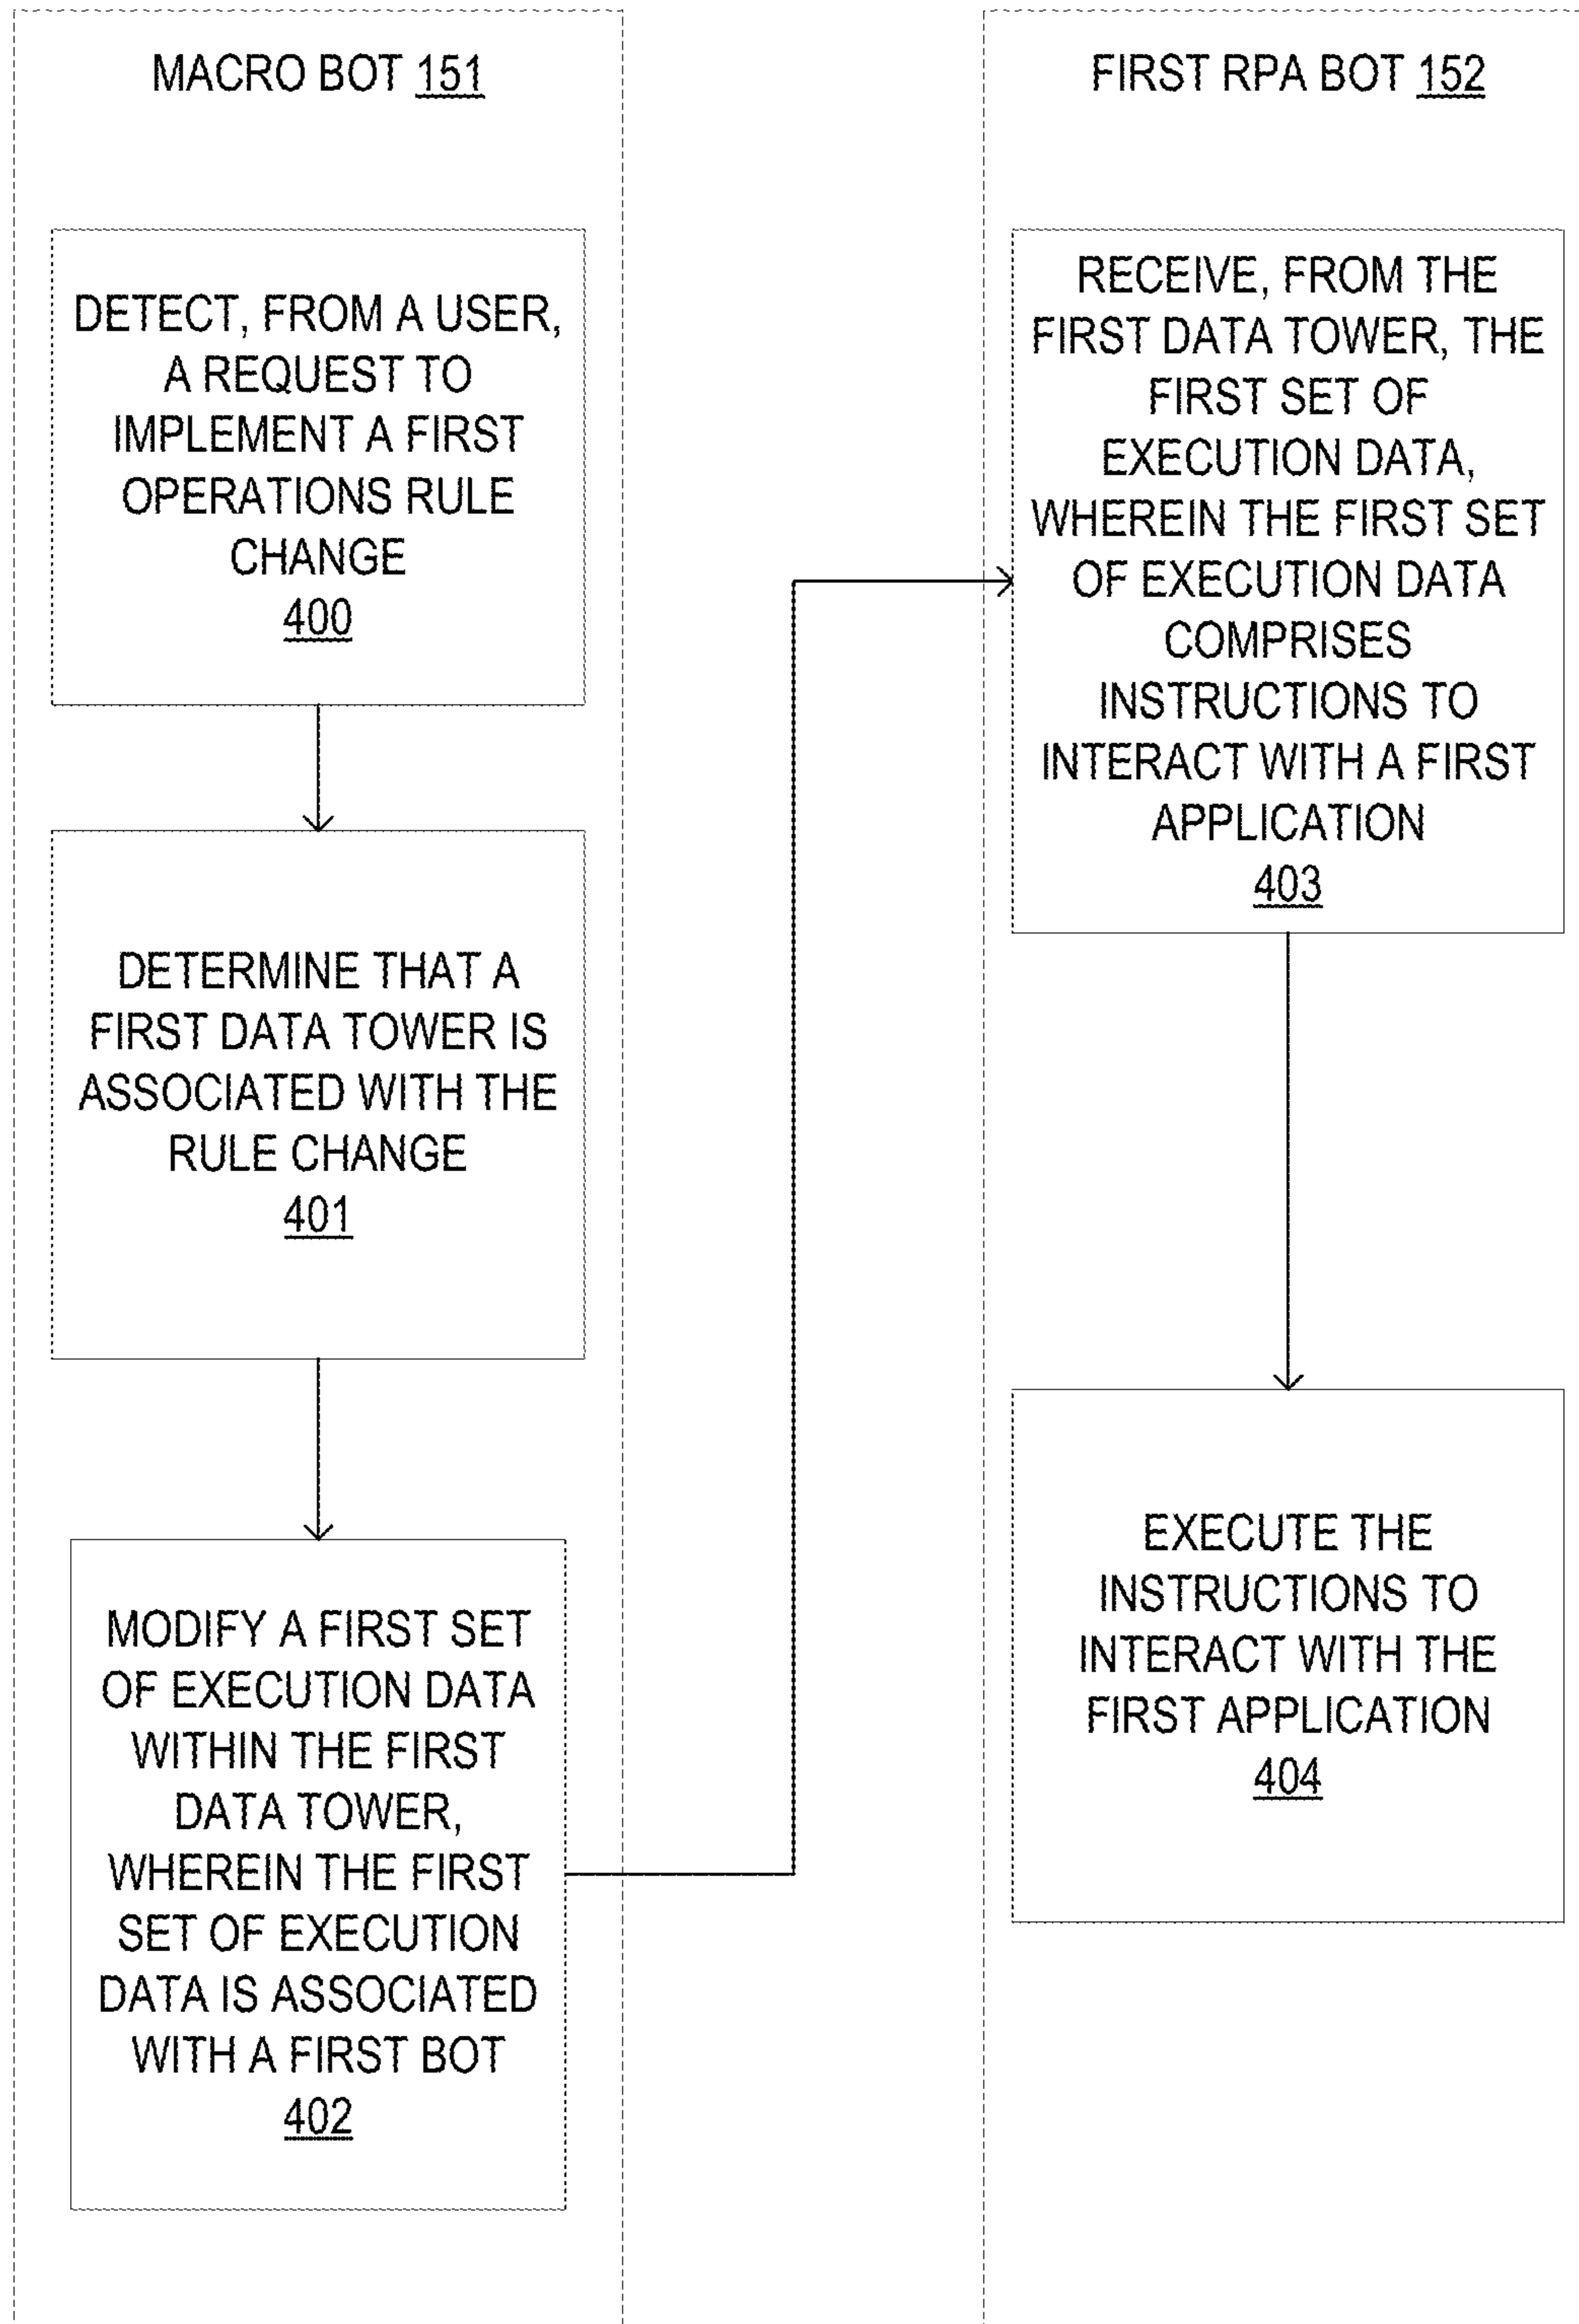 MACRO BOT 151
DETECT, FROM A USER,
A REQUEST TO
IMPLEMENT A FIRST
OPERATIONS RULE
CHANGE
400
DETERMINE THAT A
FIRST DATA TOWER IS
ASSOCIATED WITH THE
RULE CHANGE
401
MODIFY A FIRST SET
OF EXECUTION DATA
WITHIN THE FIRST
DATA TOWER,
WHEREIN THE FIRST
SET OF EXECUTION
DATA IS ASSOCIATED
WITH A FIRST BOT
402
FIRST RPA BOT 152
RECEIVE, FROM THE
FIRST DATA TOWER, THE
FIRST SET OF
EXECUTION DATA,
WHEREIN THE FIRST SET
OF EXECUTION DATA
COMPRISES
INSTRUCTIONS TO
INTERACT WITH A FIRST
APPLICATION
403
EXECUTE THE
INSTRUCTIONS TO
INTERACT WITH THE
FIRST APPLICATION
404